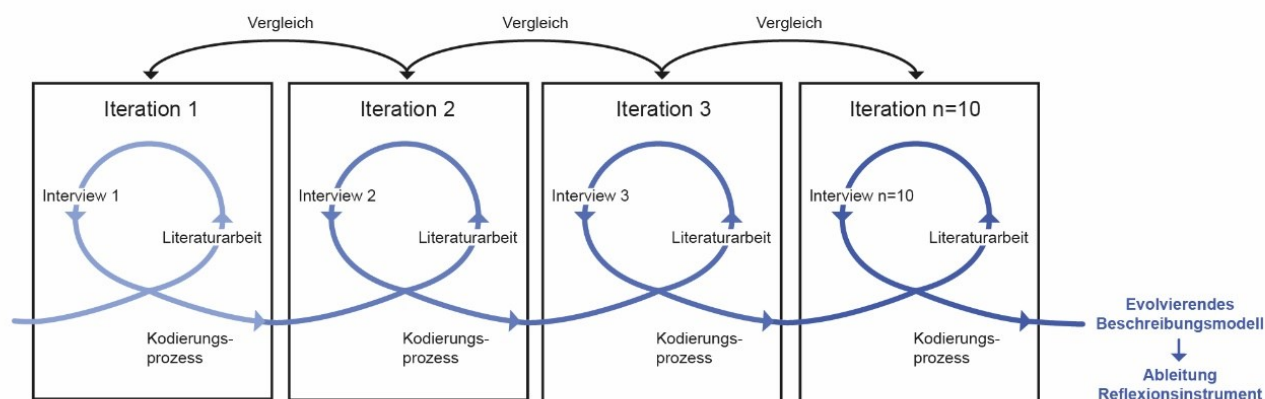 Vergleich
Vergleich
Vergleich
Iteration 1
Iteration 2
Iteration 3
Iteration n=10
Interview 1
Interview 2
Interview 3
Interview n=10
Literaturarbeit
Literaturarbeit
Literaturarbeit
Literaturarbeit
Kodierungs-
prozess
Kodierungs-
prozess
Kodierungs-
prozess
Kodierungs-
prozess
Evolvierendes
Beschreibungsmodell
Ableitung
Reflexionsinstrument